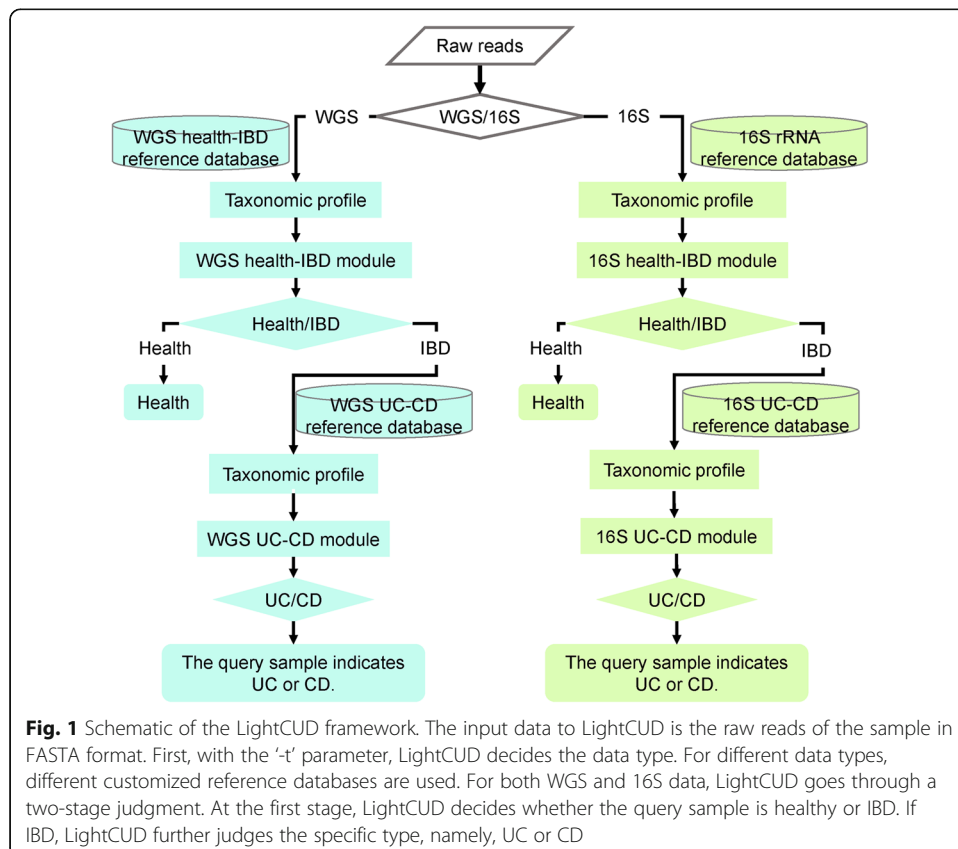 Raw reads
WGS
WGS/16S
16S
WGS health-IBD
reference database
16S rRNA
reference database
Taxonomic profile
Taxonomic profile
WGS health-IBD module
16S health-IBD module
Health/IBD
Health/IBD
Health
IBD
Health
IBD
Health
Health
WGS UC-CD
reference database
16S UC-CD
reference database
Taxonomic profile
Taxonomic profile
WGS UC-CD module
16S UC-CD module
UC/CD
UC/CD
The query sample indicates
UC or CD.
The query sample indicates
UC or CD.
Fig. 1 Schematic of the LightCUD framework. The input data to LightCUD is the raw reads of the sample in
FASTA format. First, with the ‘-t’ parameter, LightCUD decides the data type. For different data types,
different customized reference databases are used. For both WGS and 16S data, LightCUD goes through a
two-stage judgment. At the first stage, LightCUD decides whether the query sample is healthy or IBD. If
IBD, LightCUD further judges the specific type, namely, UC or CD